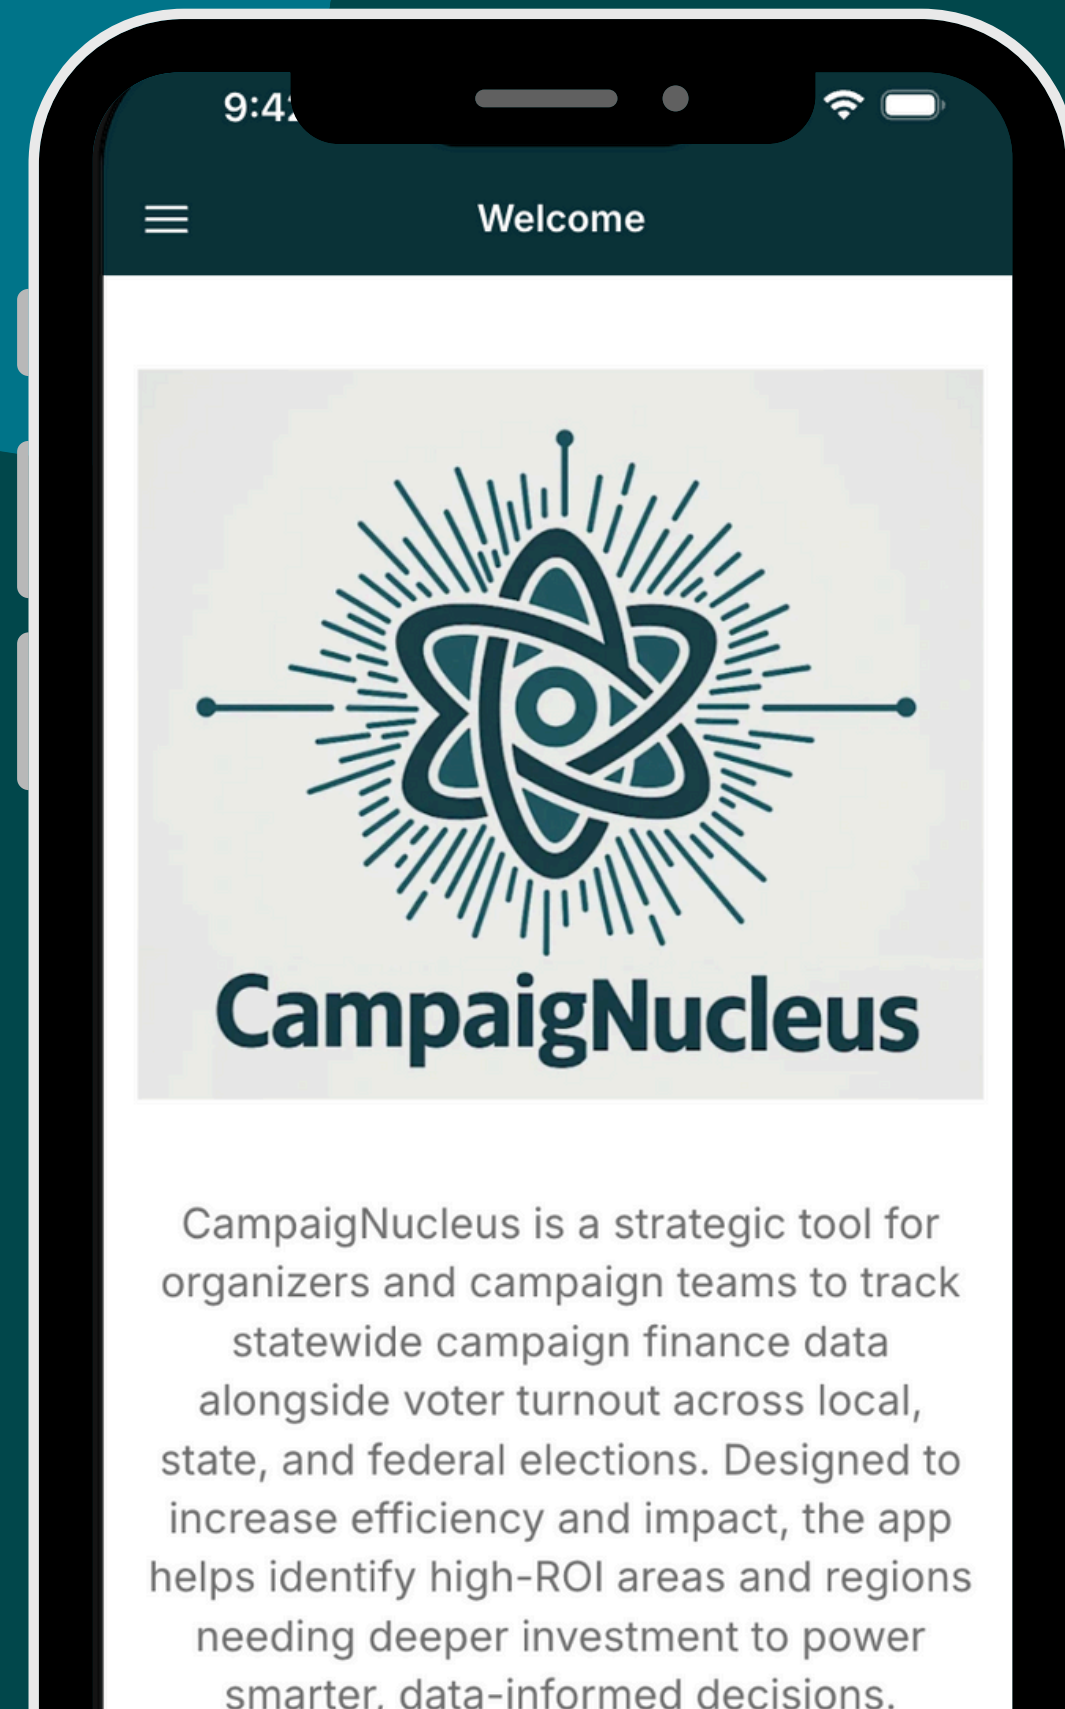 9:42
Welcome
CampaigNucleus
CampaigNucleus is a strategic tool for
organizers and campaign teams to track
statewide campaign finance data
alongside voter turnout across local,
state, and federal elections. Designed to
increase efficiency and impact, the app
helps identify high-ROI areas and regions
needing deeper investment to power
smarter, data-informed decisions.